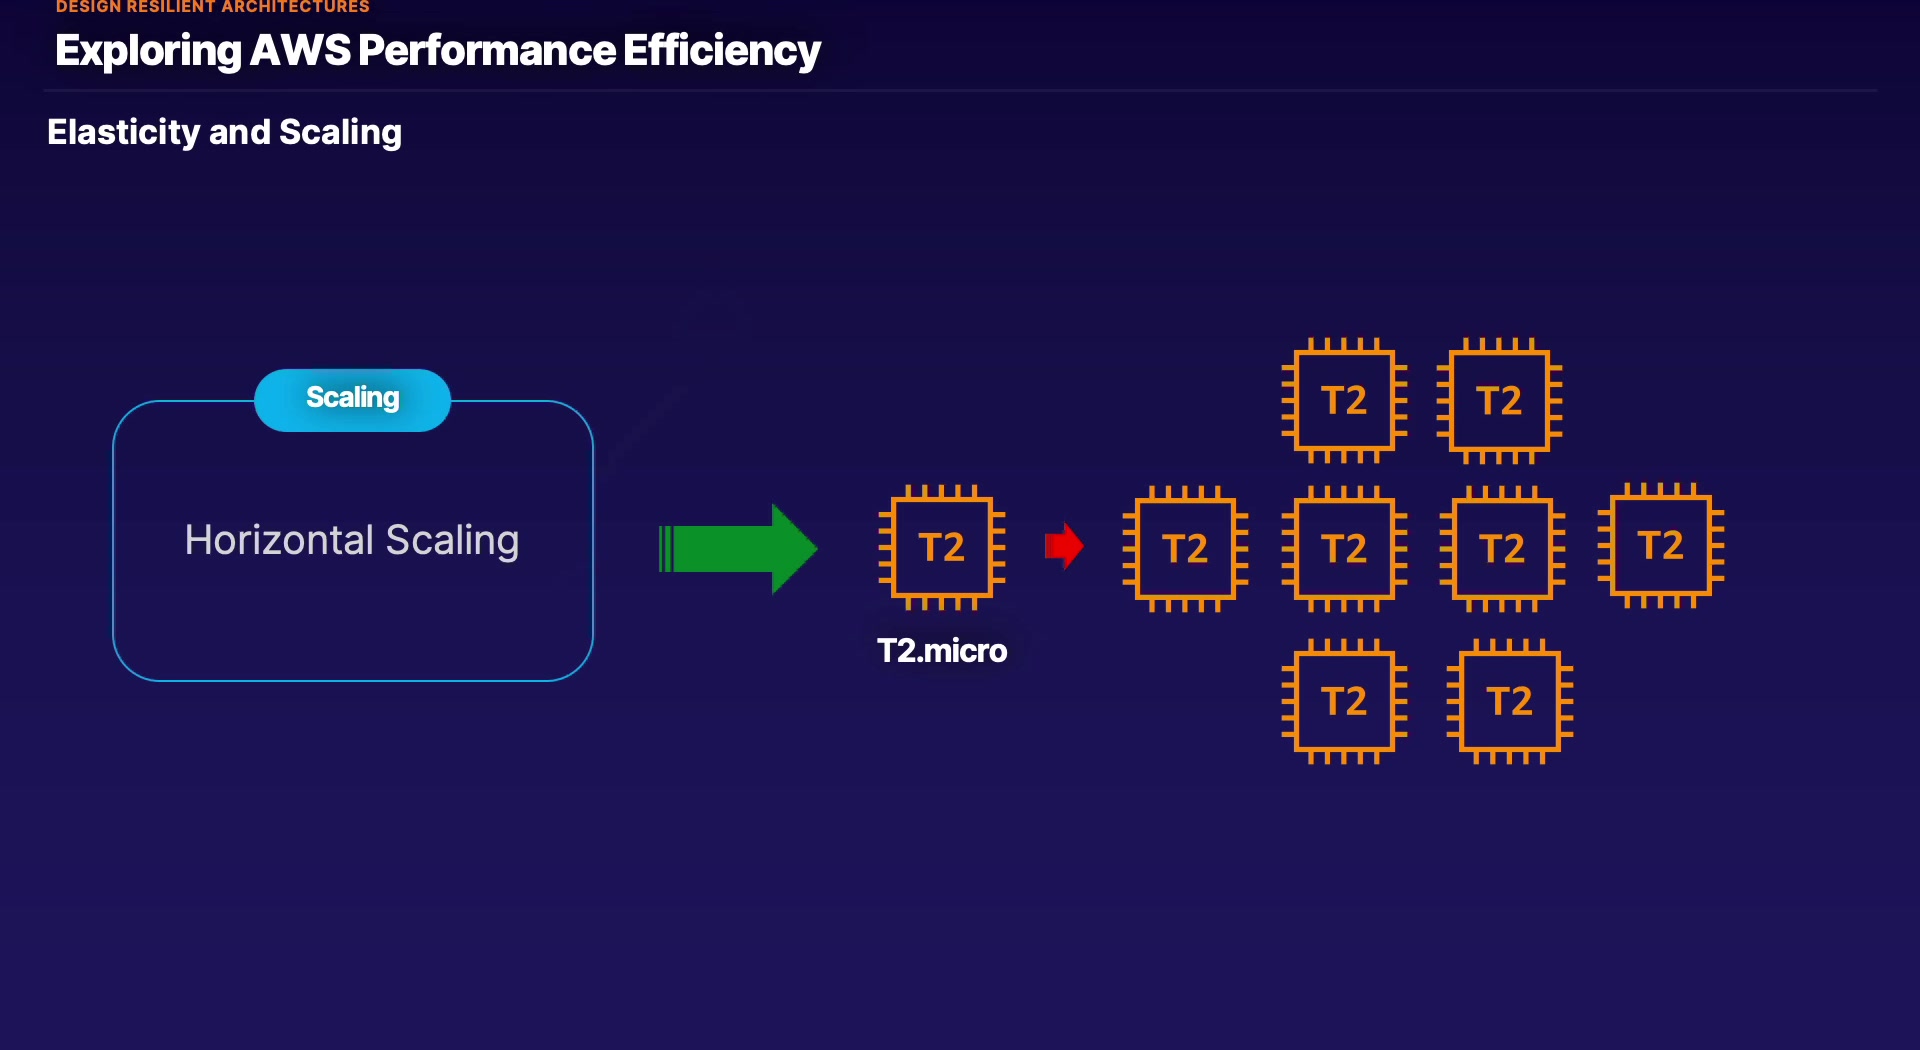 DESIGN RESILIENT ARCHITECTURES
Exploring AWS Performance Efficiency
Elasticity and Scaling
Scaling
Horizontal Scaling
T2
T2.micro
T2 T2
T2 T2 T2 T2
T2 T2